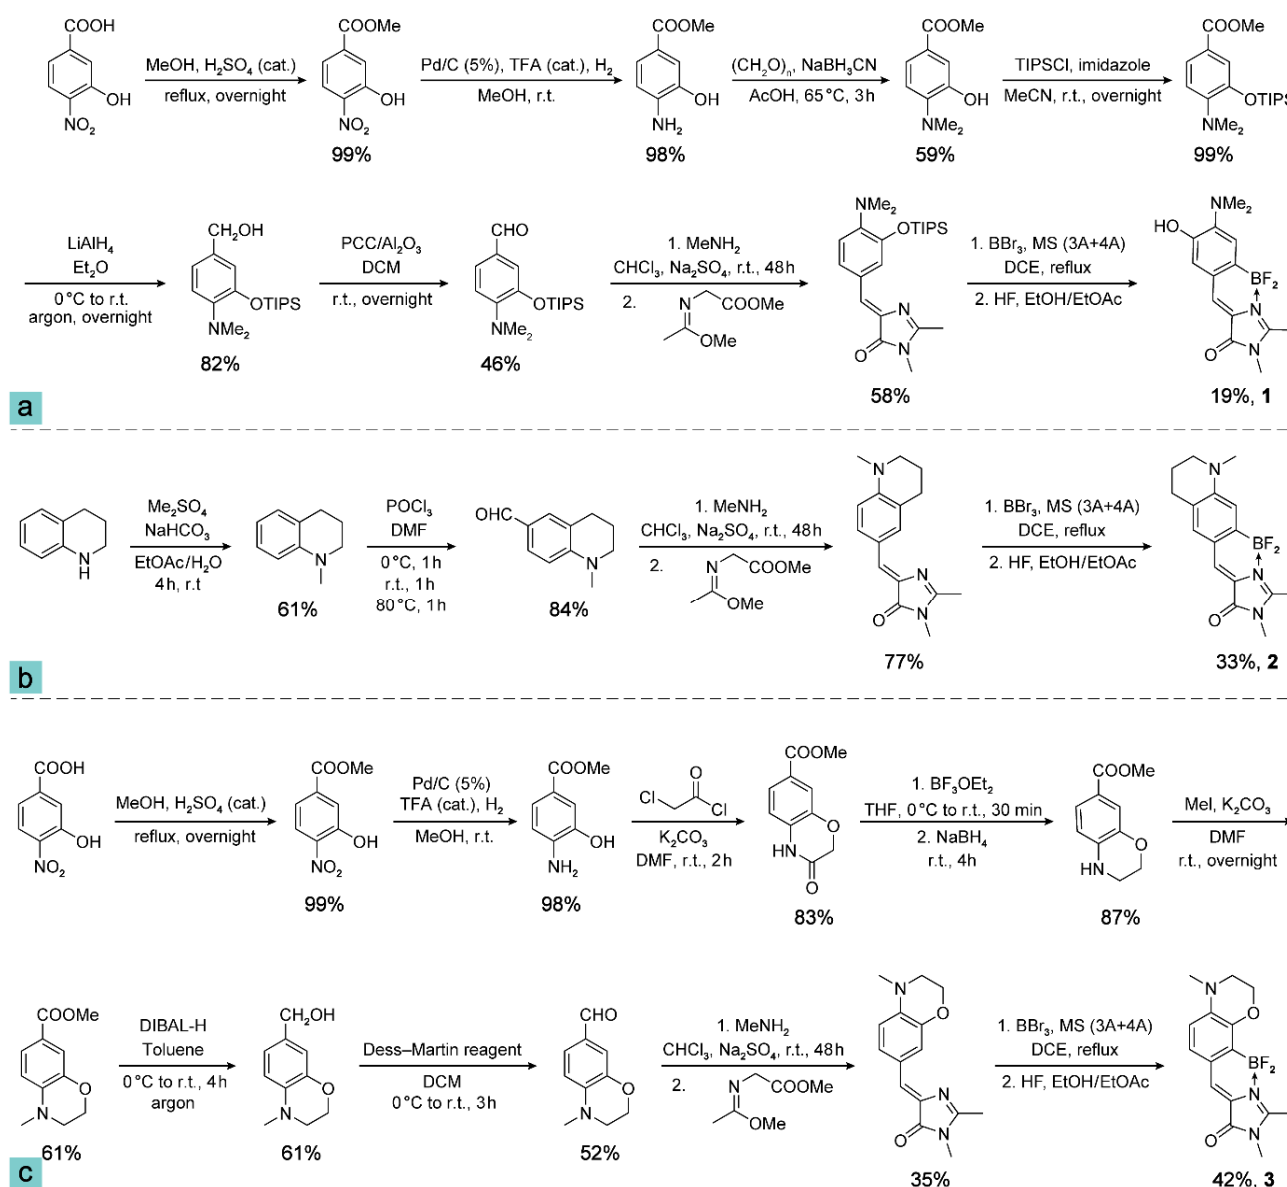 COOH
OH
NO2
MeOH, H2SO4 (cat.)
reflux, overnight
COOMe
OH
NO2
99%
Pd/C (5%), TFA (cat.), H2
MeOH, r.t.
COOMe
OH
NH2
98%
(CH2O)n, NaBH3CN
AcOH, 65°C, 3h
COOMe
OH
NMe2
59%
TIPSCl, imidazole
MeCN, r.t., overnight
COOMe
OTIPS
NMe2
99%
LiAlH4
Et2O
0°C to r.t.
argon, overnight
CH2OH
OTIPS
NMe2
82%
PCC/Al2O3
DCM
r.t., overnight
CHO
OTIPS
NMe2
46%
1. MeNH2
CHCl3, Na2SO4, r.t., 48h
2.
N
COOMe
OMe
NMe2
OTIPS
N
N
O
58%
1. BBr3, MS (3A+4A)
DCE, reflux
2. HF, EtOH/EtOAc
NMe2
HO
BF2
N
N
O
19%, 1
a
N
H
Me2SO4
NaHCO3
EtOAc/H2O
4h, r.t
N
61%
POCl3
DMF
0°C, 1h
r.t., 1h
80°C, 1h
OHC
N
84%
1. MeNH2
CHCl3, Na2SO4, r.t., 48h
2.
N
COOMe
OMe
N
N
N
O
77%
1. BBr3, MS (3A+4A)
DCE, reflux
2. HF, EtOH/EtOAc
N
BF2
N
N
O
33%, 2
b
COOH
OH
NO2
MeOH, H2SO4 (cat.)
reflux, overnight
COOMe
OH
NO2
99%
Pd/C (5%)
TFA (cat.), H2
MeOH, r.t.
COOMe
OH
NH2
98%
O
Cl
Cl
K2CO3
DMF, r.t., 2h
COOMe
O
HN
O
83%
1. BF3OEt2
THF, 0°C to r.t., 30 min
2. NaBH4
r.t., 4h
COOMe
O
HN
87%
MeI, K2CO3
DMF
r.t., overnight
COOMe
O
N
61%
DIBAL-H
Toluene
0°C to r.t., 4h
argon
CH2OH
O
N
61%
Dess–Martin reagent
DCM
0°C to r.t., 3h
CHO
O
N
52%
1. MeNH2
CHCl3, Na2SO4, r.t., 48h
2.
N
COOMe
OMe
N
O
N
N
O
35%
1. BBr3, MS (3A+4A)
DCE, reflux
2. HF, EtOH/EtOAc
N
O
BF2
N
N
O
42%, 3
c